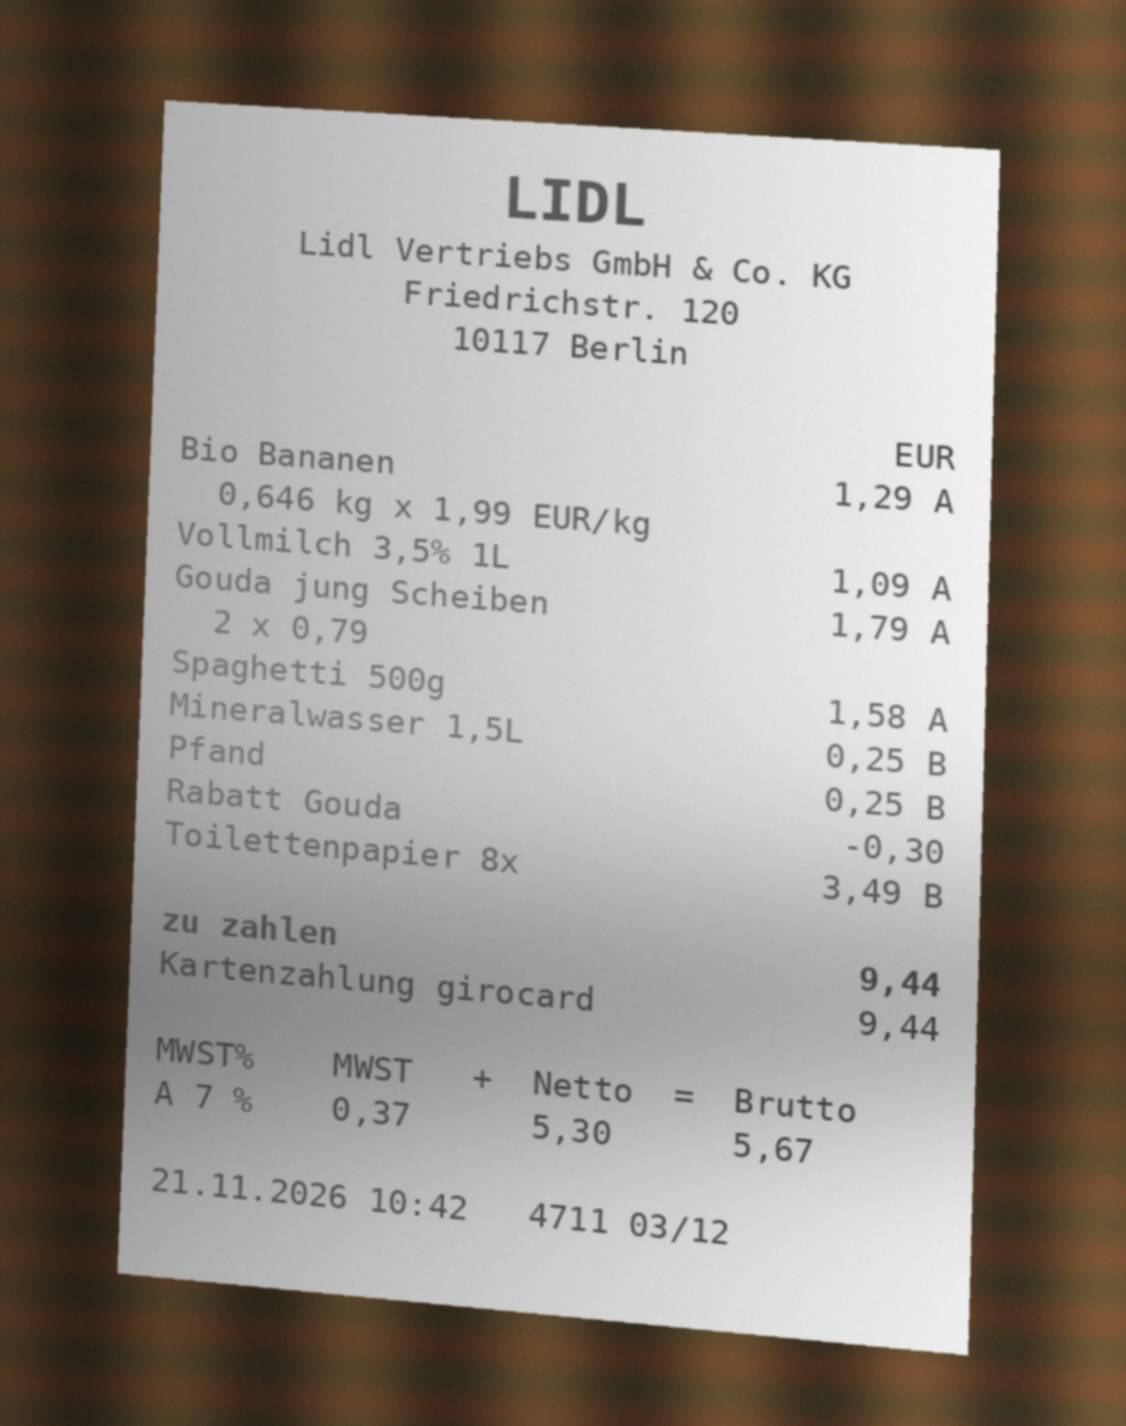 LIDL
Lidl Vertriebs GmbH & Co. KG
Friedrichstr. 120
10117 Berlin
EUR
Bio Bananen 1,29 A
0,646 kg x 1,99 EUR/kg
Vollmilch 3,5% 1L 1,09 A
Gouda jung Scheiben 1,79 A
2 x 0,79
Spaghetti 500g 1,58 A
Mineralwasser 1,5L 0,25 B
Pfand 0,25 B
Rabatt Gouda -0,30
Toilettenpapier 8x 3,49 B
zu zahlen 9,44
Kartenzahlung girocard 9,44
MWST% MWST + Netto = Brutto
A 7 % 0,37 5,30 5,67
21.11.2026 10:42 4711 03/12